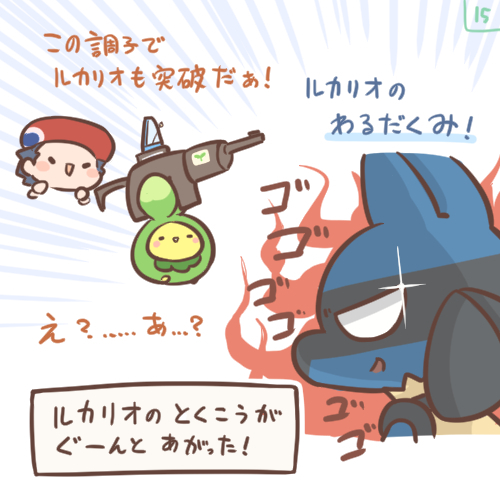 15
この調子で
ルカリオも突破だぁ!
ルカリオの
わるだくみ!
ゴゴゴゴ
え?……あ…?
ゴゴ
ルカリオの とくこうが
ぐーんと あがった!